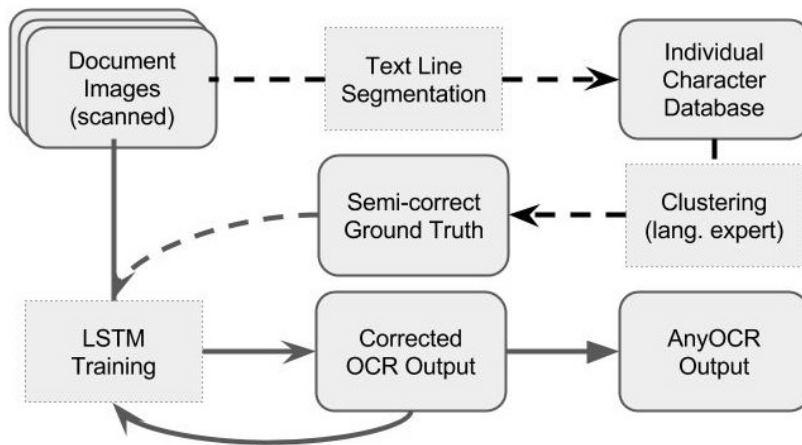 Document
Images
(scanned)
Text Line
Segmentation
Individual
Character
Database
Semi-correct
Ground Truth
Clustering
(lang. expert)
LSTM
Training
Corrected
OCR Output
AnyOCR
Output